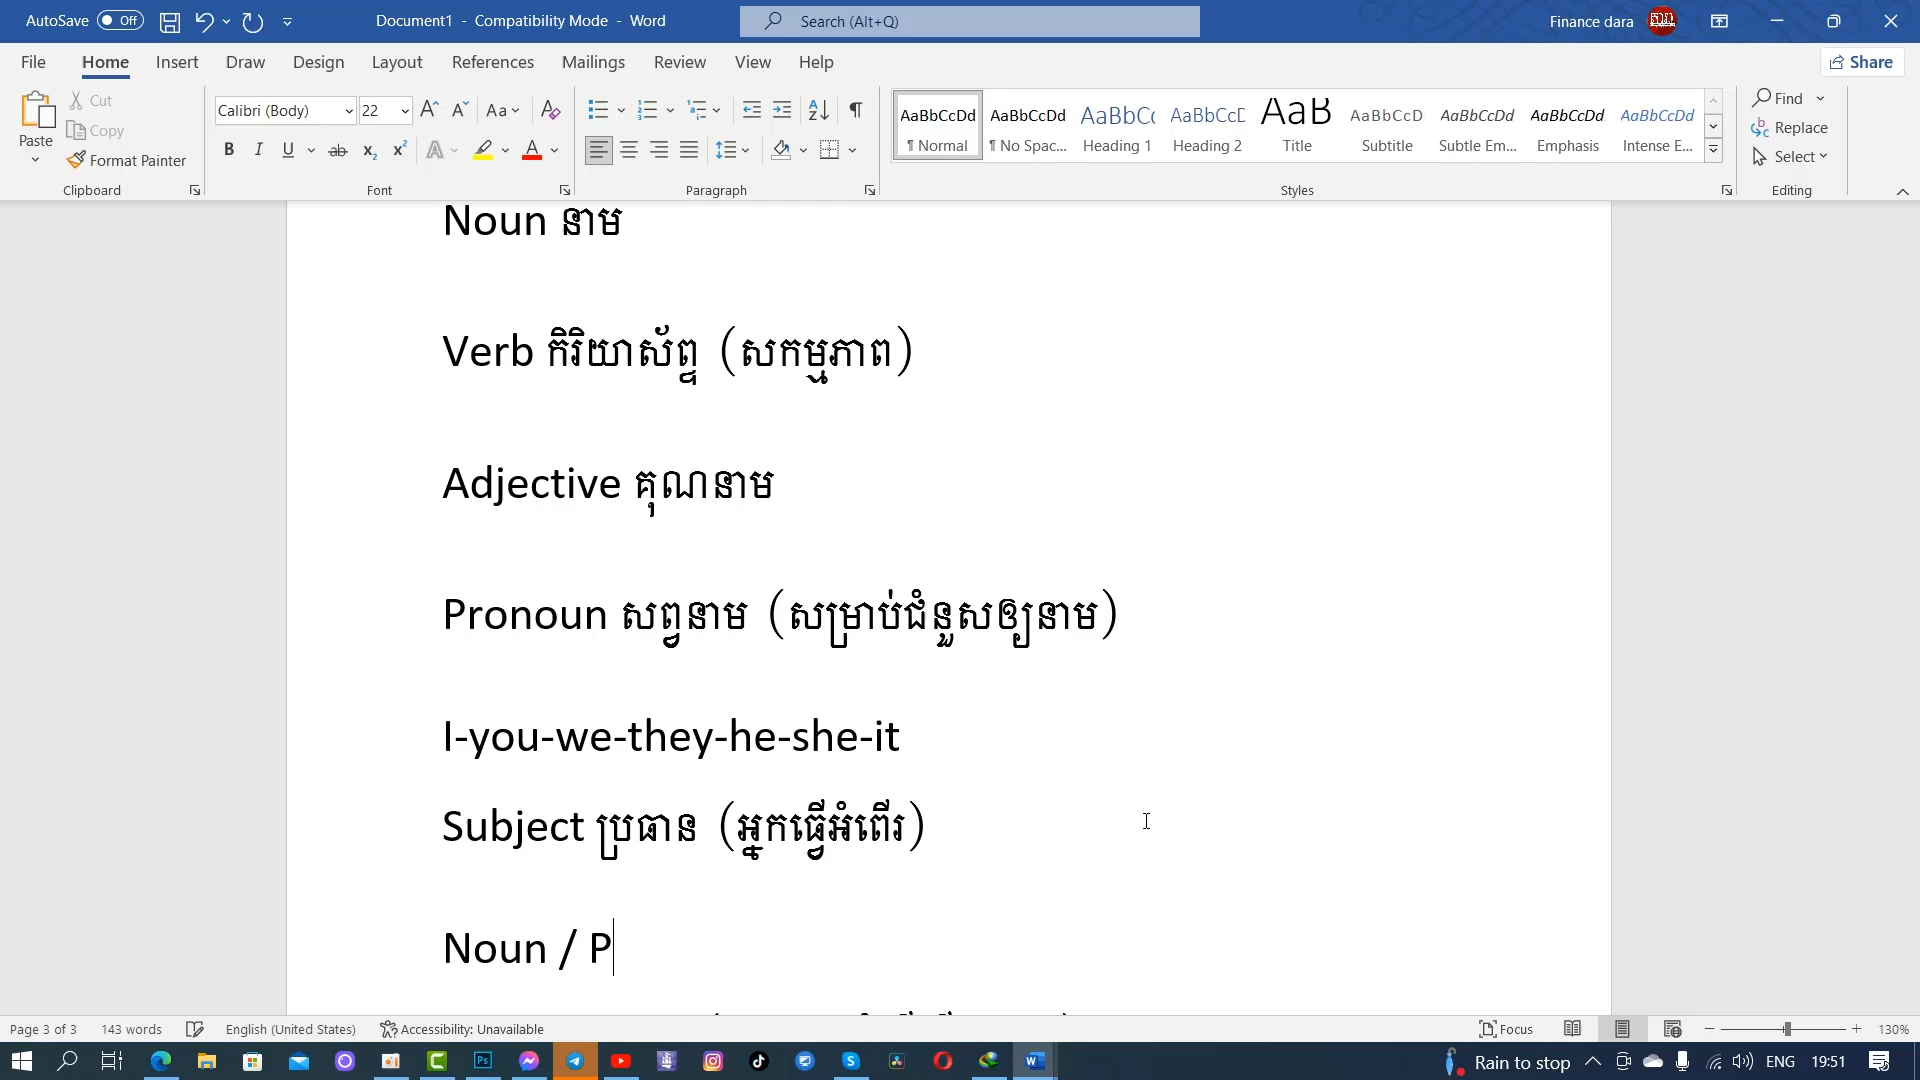 AutoSave Off Document1 - Compatibility Mode - Word Search (Alt+Q) Finance dara
File Home Insert Draw Design Layout References Mailings Review View Help Share
Paste Cut Copy Format Painter
Calibri (Body) 22
AaBbCcDd AaBbCcDd AaBbCc AaBbCcC AaB AaBbCcD AaBbCcDd AaBbCcDd AaBbCcDd
¶ Normal ¶ No Spac... Heading 1 Heading 2 Title Subtitle Subtle Em... Emphasis Intense E...
Find Replace Select
Clipboard Font Paragraph Styles Editing
Noun នាម
Verb កិរិយាស័ព្ទ (សកម្មភាព)
Adjective គុណនាម
Pronoun សព្វនាម (សម្រាប់ជំនួសឲ្យនាម)
I-you-we-they-he-she-it
Subject ប្រធាន (អ្នកធ្វើអំពើរ)
Noun / P
Page 3 of 3 143 words English (United States) Accessibility: Unavailable Focus 130%
Rain to stop ENG 19:51